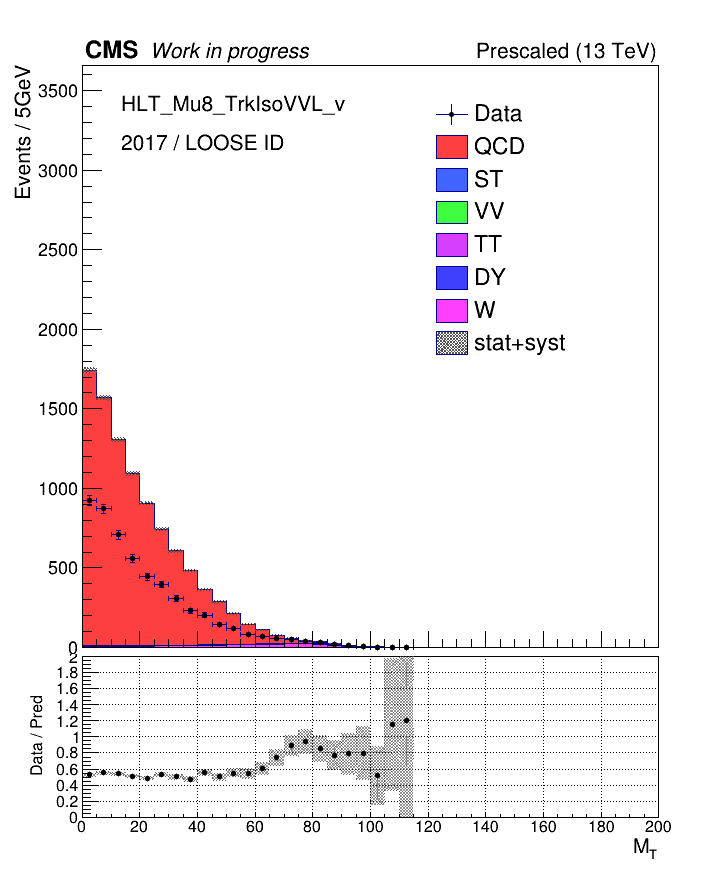 CMS Work in progress Prescaled (13 TeV)
Events / 5GeV
HLT_Mu8_TrkIsoVVL_v
2017 / LOOSE ID
Data
QCD
ST
VV
TT
DY
W
stat+syst
3500
3000
2500
2000
1500
1000
500
0
Data / Pred
2
1.8
1.6
1.4
1.2
1
0.8
0.6
0.4
0.2
0
0 20 40 60 80 100 120 140 160 180 200
M_T